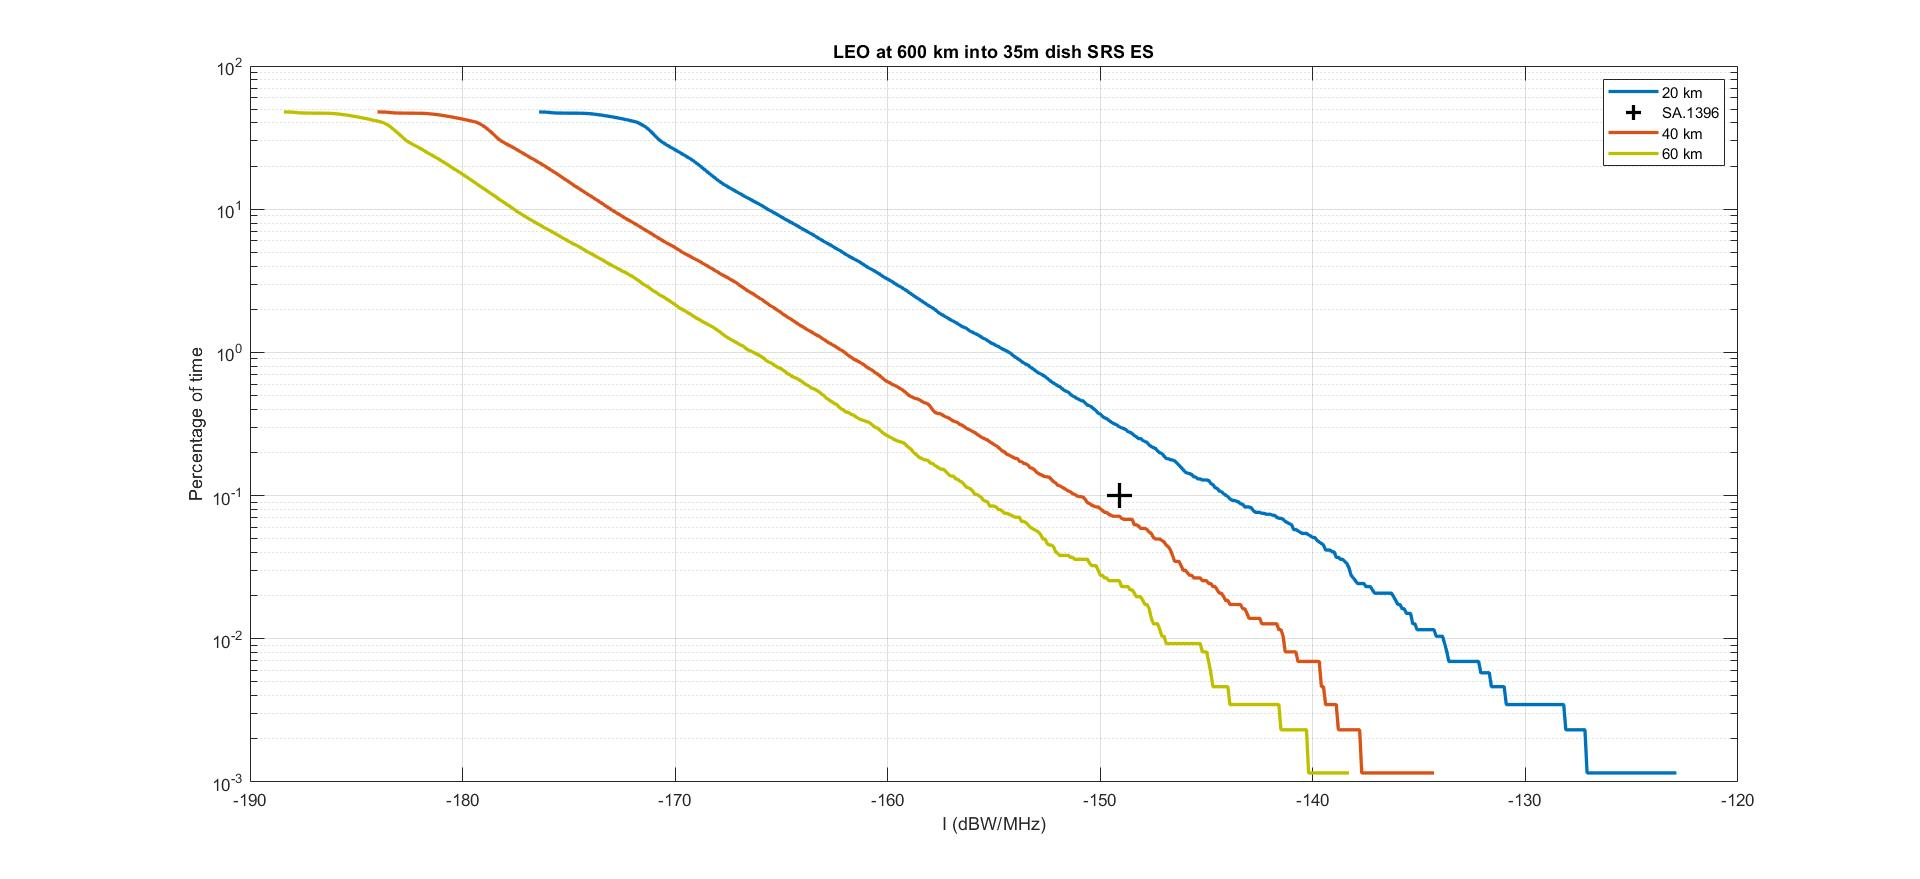 LEO at 600 km into 35m dish SRS ES
20 km
SA.1396
40 km
60 km
Percentage of time
10^2
10^1
10^0
10^-1
10^-2
10^-3
-190 -180 -170 -160 -150 -140 -130 -120
I (dBW/MHz)